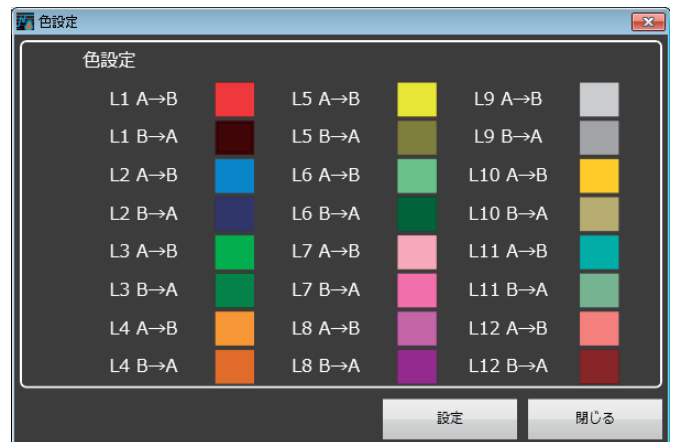 色設定
色設定
L1 A→B L5 A→B L9 A→B
L1 B→A L5 B→A L9 B→A
L2 A→B L6 A→B L10 A→B
L2 B→A L6 B→A L10 B→A
L3 A→B L7 A→B L11 A→B
L3 B→A L7 B→A L11 B→A
L4 A→B L8 A→B L12 A→B
L4 B→A L8 B→A L12 B→A
設定 閉じる